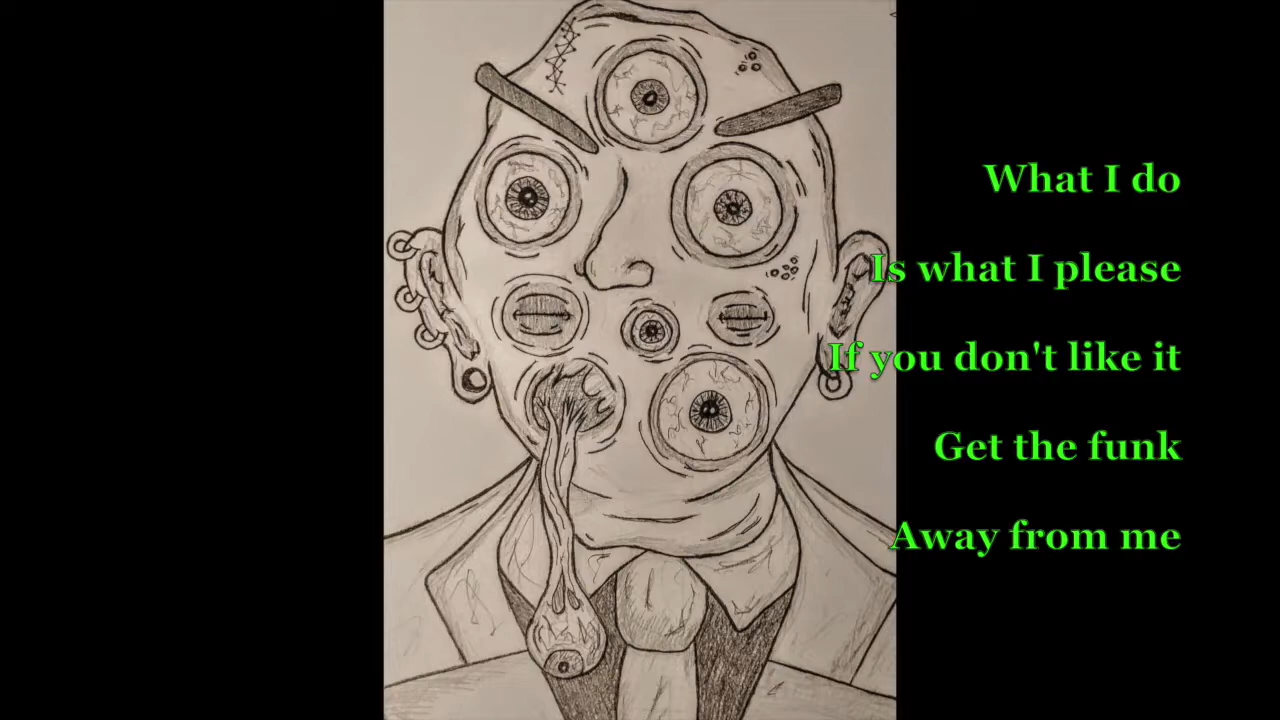 What I do
Is what I please
If you don't like it
Get the funk
Away from me